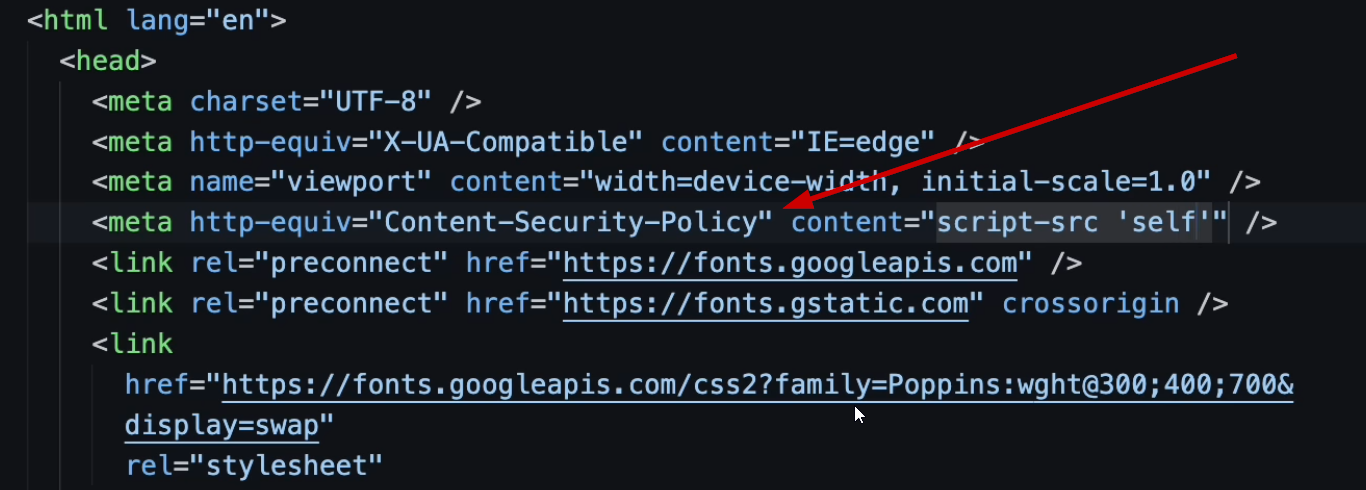 <html lang="en">
<head>
<meta charset="UTF-8" />
<meta http-equiv="X-UA-Compatible" content="IE=edge" />
<meta name="viewport" content="width=device-width, initial-scale=1.0" />
<meta http-equiv="Content-Security-Policy" content="script-src 'self'" />
<link rel="preconnect" href="https://fonts.googleapis.com" />
<link rel="preconnect" href="https://fonts.gstatic.com" crossorigin />
<link
href="https://fonts.googleapis.com/css2?family=Poppins:wght@300;400;700&
display=swap"
rel="stylesheet"